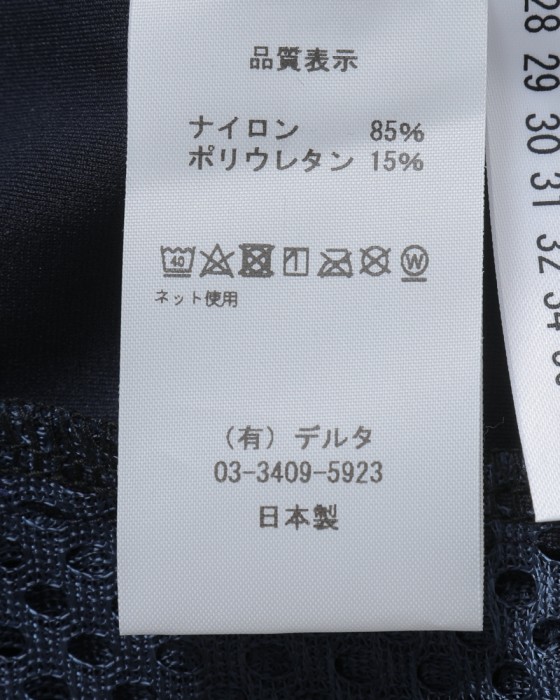 品質表示
ナイロン 85%
ポリウレタン 15%
40 W
ネット使用
(有) デルタ
03-3409-5923
日本製
28 29 30 31 32 34